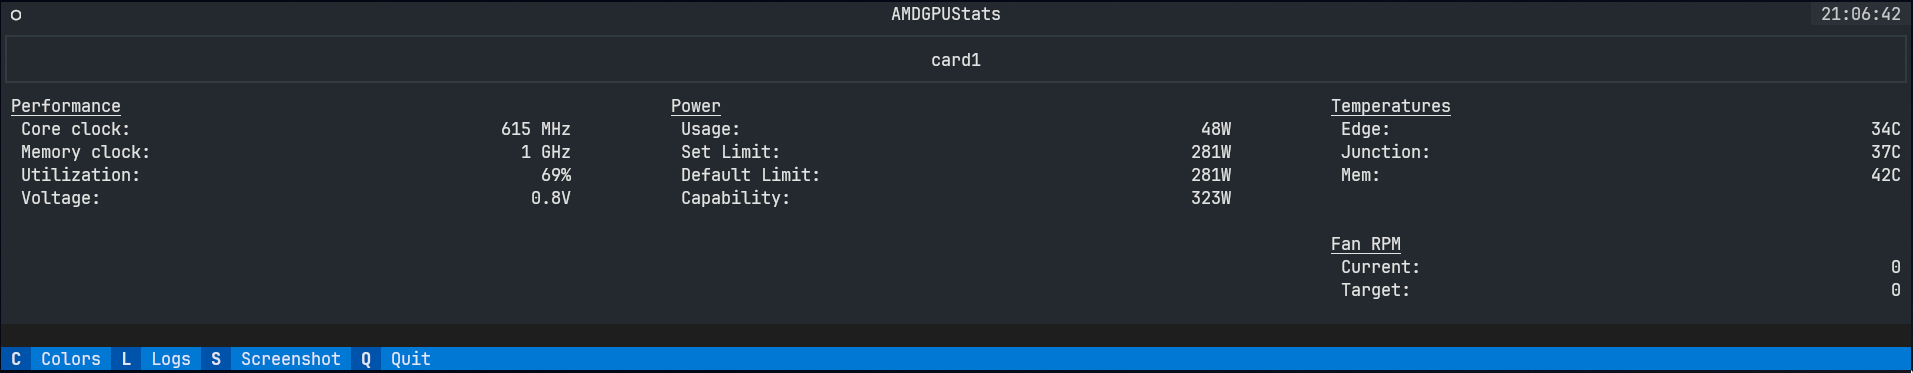 AMDGPUStats 21:06:42
card1
Performance
Core clock: 615 MHz
Memory clock: 1 GHz
Utilization: 69%
Voltage: 0.8V
Power
Usage: 48W
Set Limit: 281W
Default Limit: 281W
Capability: 323W
Temperatures
Edge: 34C
Junction: 37C
Mem: 42C
Fan RPM
Current: 0
Target: 0
C Colors L Logs S Screenshot Q Quit